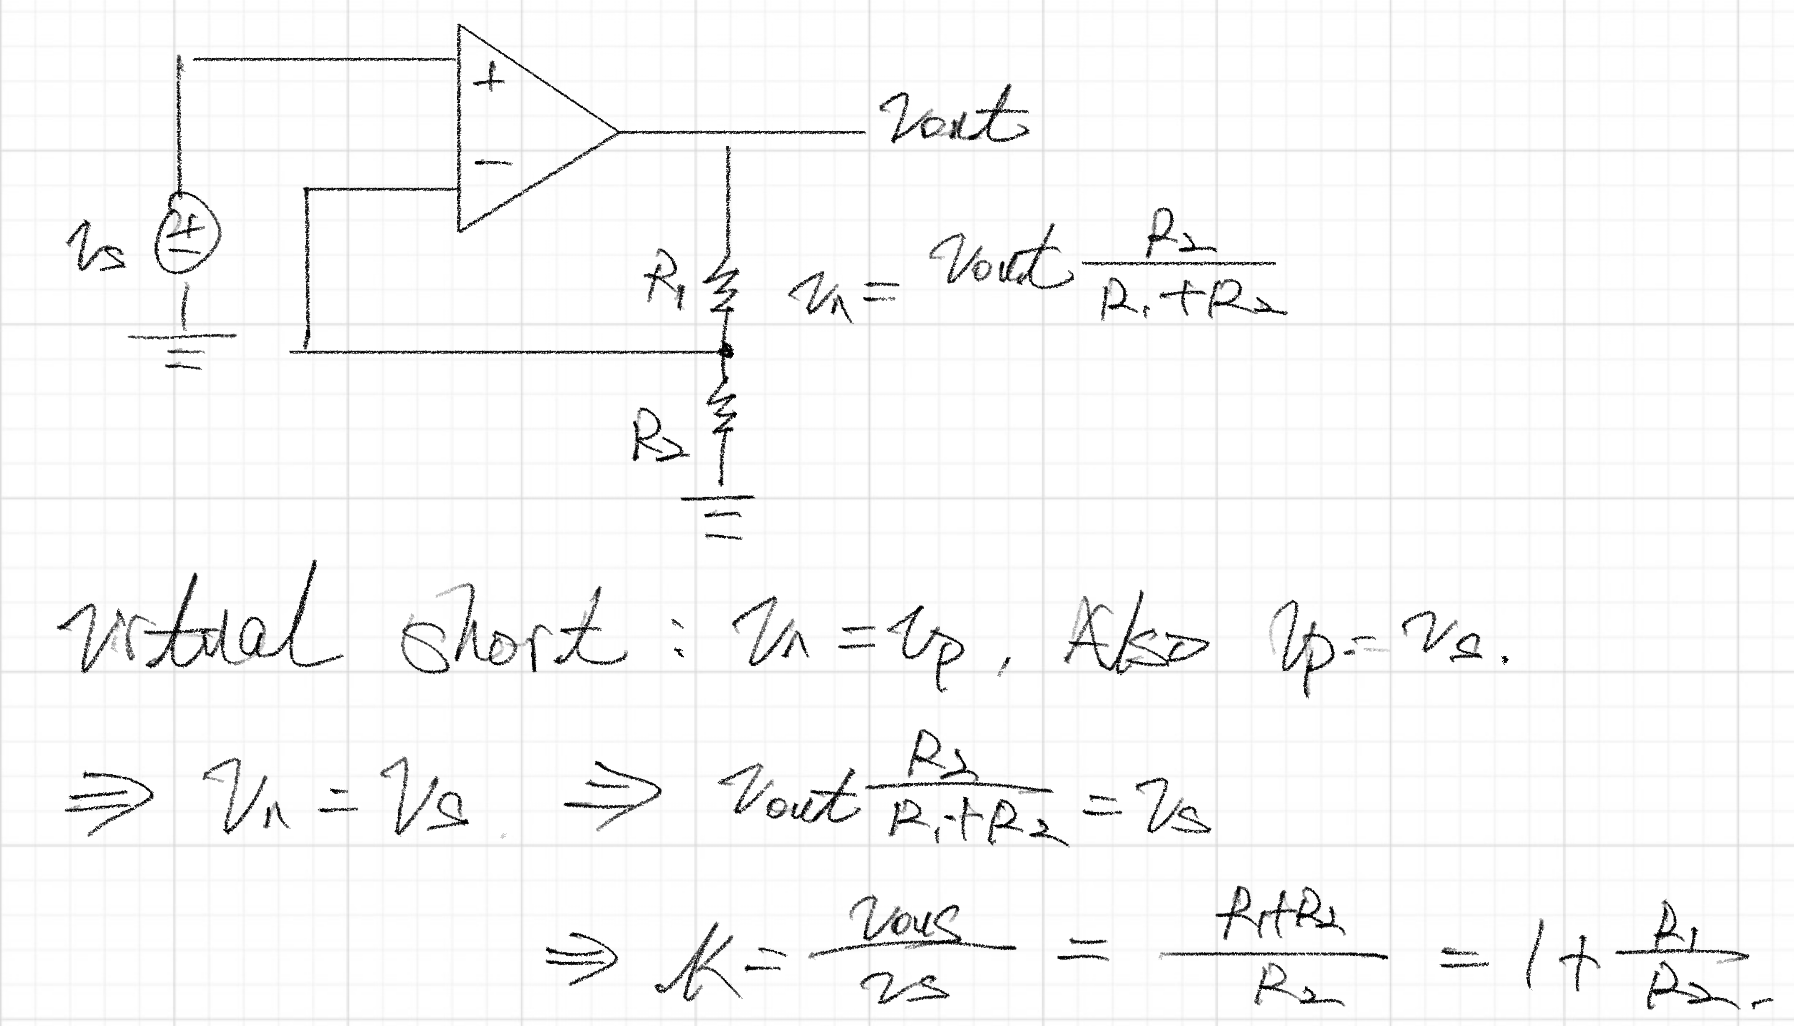 +
Vout
−
Vs
+
−
R₁
Vn = Vout R₂ / (R₁+R₂)
R₂
Virtual short : Vn = Vp, Also Vp = Vs.
⇒ Vn = Vs ⇒ Vout R₂ / (R₁+R₂) = Vs
⇒ K = Vout / Vs = (R₁+R₂) / R₂ = 1 + R₁ / R₂.